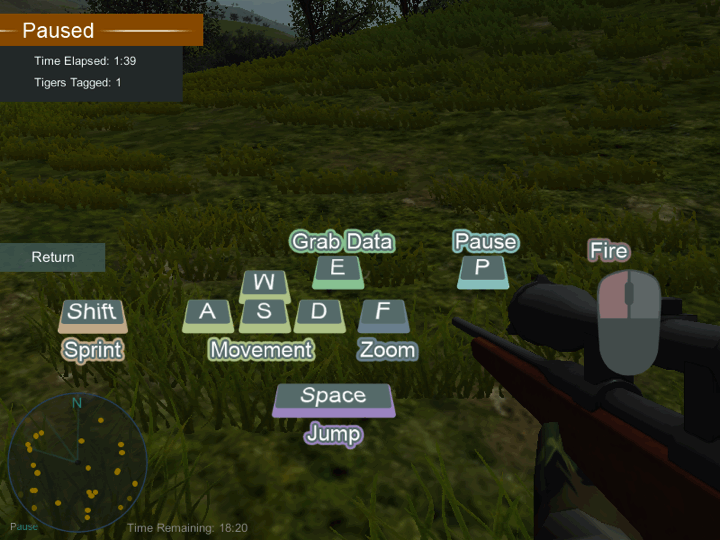 Paused
Time Elapsed: 1:39
Tigers Tagged: 1
Return
Grab Data
E
Pause
P
Fire
W
Shift
A
S
D
F
Sprint
Movement
Zoom
Space
Jump
N
Pause
Time Remaining: 18:20